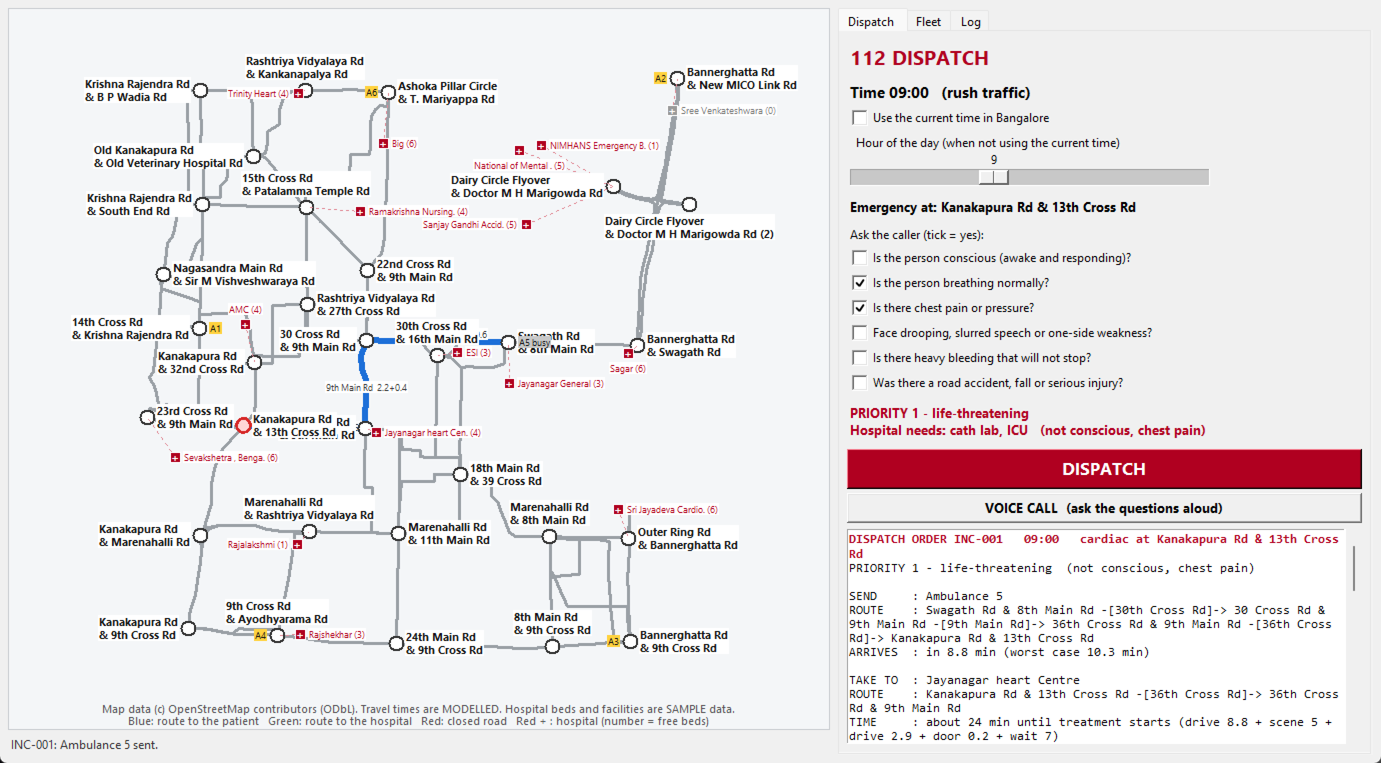 Rashtriya Vidyalaya Rd
& Kankanapalya Rd
Krishna Rajendra Rd
& B P Wadia Rd
Trinity Heart (4)
A6
Ashoka Pillar Circle
& T. Mariyappa Rd
A2
Bannerghatta Rd
& New MICO Link Rd
Sree Venkateshwara (0)
Big (6)
NIMHANS Emergency B. (1)
National of Mental . (5)
Old Kanakapura Rd
& Old Veterinary Hospital Rd
15th Cross Rd
& Patalamma Temple Rd
Dairy Circle Flyover
& Doctor M H Marigowda Rd
Krishna Rajendra Rd
& South End Rd
Ramakrishna Nursing. (4)
Sanjay Gandhi Accid. (5)
Dairy Circle Flyover
& Doctor M H Marigowda Rd (2)
22nd Cross Rd
& 9th Main Rd
Nagasandra Main Rd
& Sir M Vishveshwaraya Rd
Rashtriya Vidyalaya Rd
& 27th Cross Rd
AMC (4)
14th Cross Rd
& Krishna Rajendra Rd
A1
30 Cross Rd
& 9th Main Rd
30th Cross Rd
& 16th Main Rd
.6
Swagath Rd
& 8th Main Rd
A5 busy
Bannerghatta Rd
& Swagath Rd
ESI (3)
Sagar (6)
Kanakapura Rd
& 32nd Cross Rd
Jayanagar General (3)
9th Main Rd 2.2+0.4
23rd Cross Rd
& 9th Main Rd
Kanakapura Rd
& 13th Cross Rd
Rd
Rd
Jayanagar heart Cen. (4)
Sevakshetra , Benga. (6)
18th Main Rd
& 39 Cross Rd
Marenahalli Rd
& Rashtriya Vidyalaya Rd
Marenahalli Rd
& 8th Main Rd
Sri Jayadeva Cardio. (6)
Kanakapura Rd
& Marenahalli Rd
Rajalakshmi (1)
Marenahalli Rd
& 11th Main Rd
Outer Ring Rd
& Bannerghatta Rd
9th Cross Rd
& Ayodhyarama Rd
Kanakapura Rd
& 9th Cross Rd
A4
Rajshekar (3)
24th Main Rd
& 9th Cross Rd
8th Main Rd
& 9th Cross Rd
A3
Bannerghatta Rd
& 9th Cross Rd
Map data (c) OpenStreetMap contributors (ODbL). Travel times are MODELLED. Hospital beds and facilities are SAMPLE data.
Blue: route to the patient Green: route to the hospital Red: closed road Red + : hospital (number = free beds)
INC-001: Ambulance 5 sent.
Dispatch Fleet Log
112 DISPATCH
Time 09:00 (rush traffic)
Use the current time in Bangalore
Hour of the day (when not using the current time)
9
Emergency at: Kanakapura Rd & 13th Cross Rd
Ask the caller (tick = yes):
Is the person conscious (awake and responding)?
Is the person breathing normally?
Is there chest pain or pressure?
Face drooping, slurred speech or one-side weakness?
Is there heavy bleeding that will not stop?
Was there a road accident, fall or serious injury?
PRIORITY 1 - life-threatening
Hospital needs: cath lab, ICU (not conscious, chest pain)
DISPATCH
VOICE CALL (ask the questions aloud)
DISPATCH ORDER INC-001 09:00 cardiac at Kanakapura Rd & 13th Cross
Rd
PRIORITY 1 - life-threatening (not conscious, chest pain)
SEND : Ambulance 5
ROUTE : Swagath Rd & 8th Main Rd -[30th Cross Rd]-> 30 Cross Rd &
9th Main Rd -[9th Main Rd]-> 36th Cross Rd & 9th Main Rd -[36th Cross
Rd]-> Kanakapura Rd & 13th Cross Rd
ARRIVES : in 8.8 min (worst case 10.3 min)
TAKE TO : Jayanagar heart Centre
ROUTE : Kanakapura Rd & 13th Cross Rd -[36th Cross Rd]-> 36th Cross
Rd & 9th Main Rd
TIME : about 24 min until treatment starts (drive 8.8 + scene 5 +
drive 2.9 + door 0.2 + wait 7)